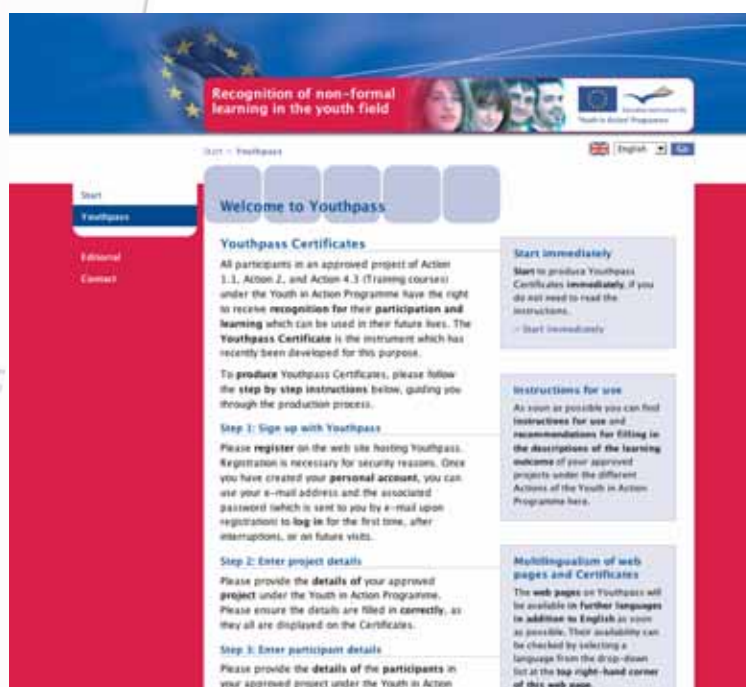 Recognition of non-formal
learning in the youth field
'Youth in Action' Programme
Start > Youthpass
English
Go
Start
Youthpass
Editorial
Contact
Welcome to Youthpass
Youthpass Certificates
All participants in an approved project of Action
1.1, Action 2, and Action 4.3 (Training courses)
under the Youth in Action Programme have the right
to receive recognition for their participation and
learning which can be used in their future lives. The
Youthpass Certificate is the instrument which has
recently been developed for this purpose.
To produce Youthpass Certificates, please follow
the step by step instructions below, guiding you
through the production process.
Step 1: Sign up with Youthpass
Please register on the web site hosting Youthpass.
Registration is necessary for security reasons. Once
you have created your personal account, you can
use your e-mail address and the associated
password (which is sent to you by e-mail upon
registration) to log in for the first time, after
interruptions, or on future visits.
Step 2: Enter project details
Please provide the details of your approved
project under the Youth in Action Programme.
Please ensure the details are filled in correctly, as
they all are displayed on the Certificates.
Step 3: Enter participant details
Please provide the details of the participants in
your approved project under the Youth in Action
Start immediately
Start to produce Youthpass
Certificates immediately, if you
do not need to read the
instructions.
> Start immediately
Instructions for use
As soon as possible you can find
instructions for use and
recommendations for filling in
the descriptions of the learning
outcome of your approved
projects under the different
Actions of the Youth in Action
Programme here.
Multilingualism of web
pages and Certificates
The web pages on Youthpass will
be available in further languages
in addition to English as soon
as possible. Their availability can
be checked by selecting a
language from the drop-down
list at the top right-hand corner
of this web page.